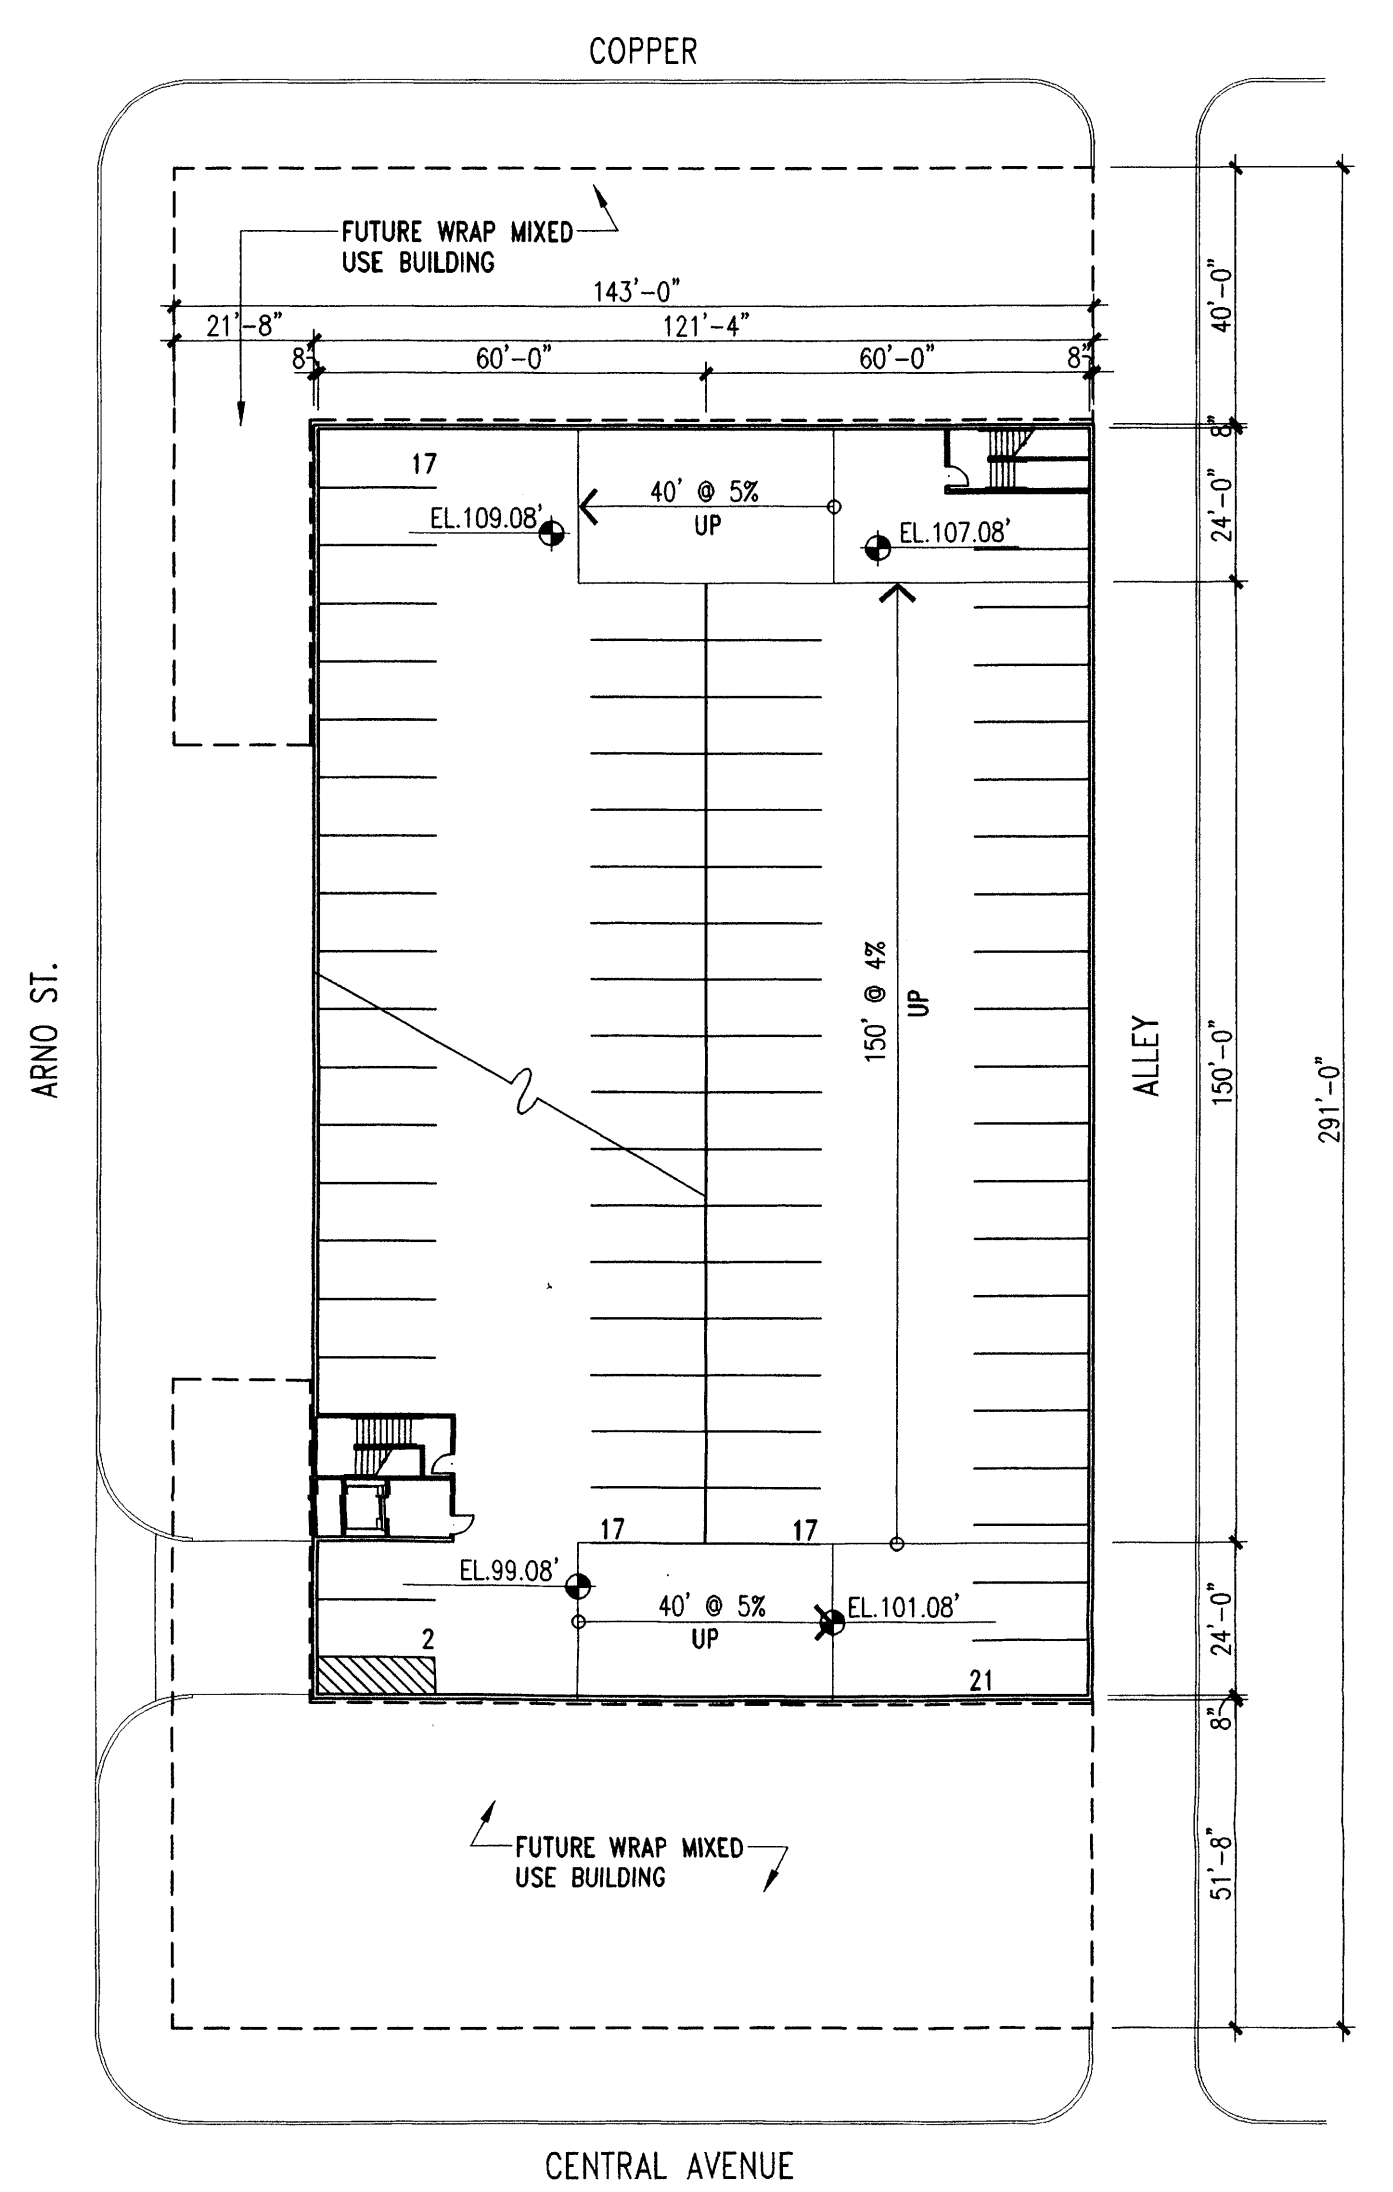 COPPER
FUTURE WRAP MIXED
USE BUILDING
143'-0"
21'-8"
121'-4"
8"
60'-0"
60'-0"
8"
40'-0"
8"
17
40' @ 5%
UP
EL.109.08'
EL.107.08'
24'-0"
150' @ 4%
UP
ARNO ST.
ALLEY
150'-0"
291'-0"
17
17
EL.99.08'
40' @ 5%
UP
EL.101.08'
24'-0"
2
21
8"
FUTURE WRAP MIXED
USE BUILDING
51'-8"
CENTRAL AVENUE